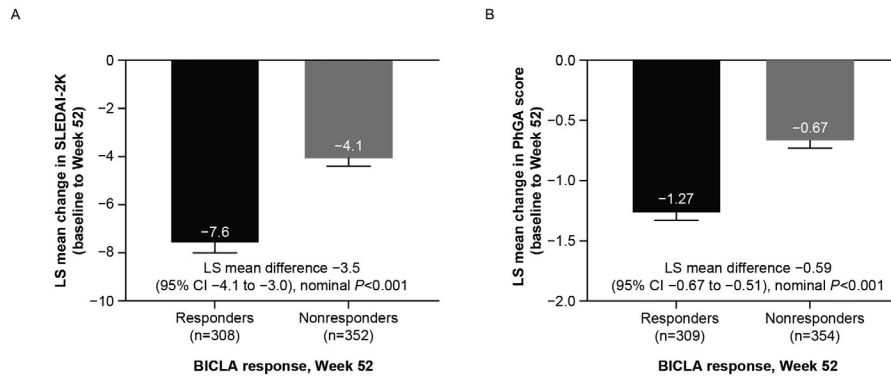 A
LS mean change in SLEDAI-2K
(baseline to Week 52)
0
−2
−4
−6
−8
−10
−7.6
−4.1
LS mean difference −3.5
(95% CI −4.1 to −3.0), nominal P<0.001
Responders
(n=308)
Nonresponders
(n=352)
BICLA response, Week 52
B
LS mean change in PhGA score
(baseline to Week 52)
0.0
−0.5
−1.0
−1.5
−2.0
−1.27
−0.67
LS mean difference −0.59
(95% CI −0.67 to −0.51), nominal P<0.001
Responders
(n=309)
Nonresponders
(n=354)
BICLA response, Week 52